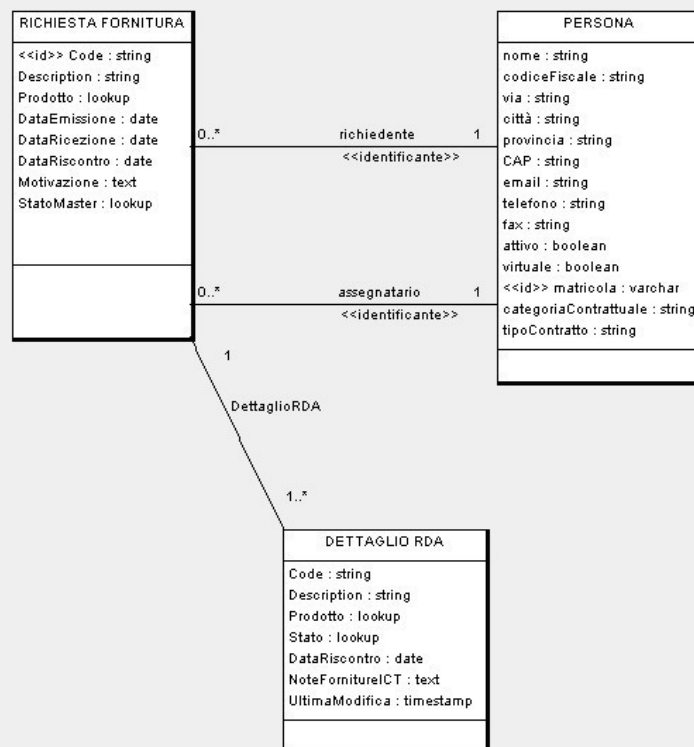 RICHIESTA FORNITURA
<<id>> Code : string
Description : string
Prodotto : lookup
DataEmissione : date
DataRicezione : date
DataRiscontro : date
Motivazione : text
StatoMaster : lookup
PERSONA
nome : string
codiceFiscale : string
via : string
città : string
provincia : string
CAP : string
email : string
telefono : string
fax : string
attivo : boolean
virtuale : boolean
<<id>> matricola : varchar
categoriaContrattuale : string
tipoContratto : string
0..* richiedente 1
<<identificante>>
0..* assegnatario 1
<<identificante>>
1
DettaglioRDA
1..*
DETTAGLIO RDA
Code : string
Description : string
Prodotto : lookup
Stato : lookup
DataRiscontro : date
NoteFornitureICT : text
UltimaModifica : timestamp